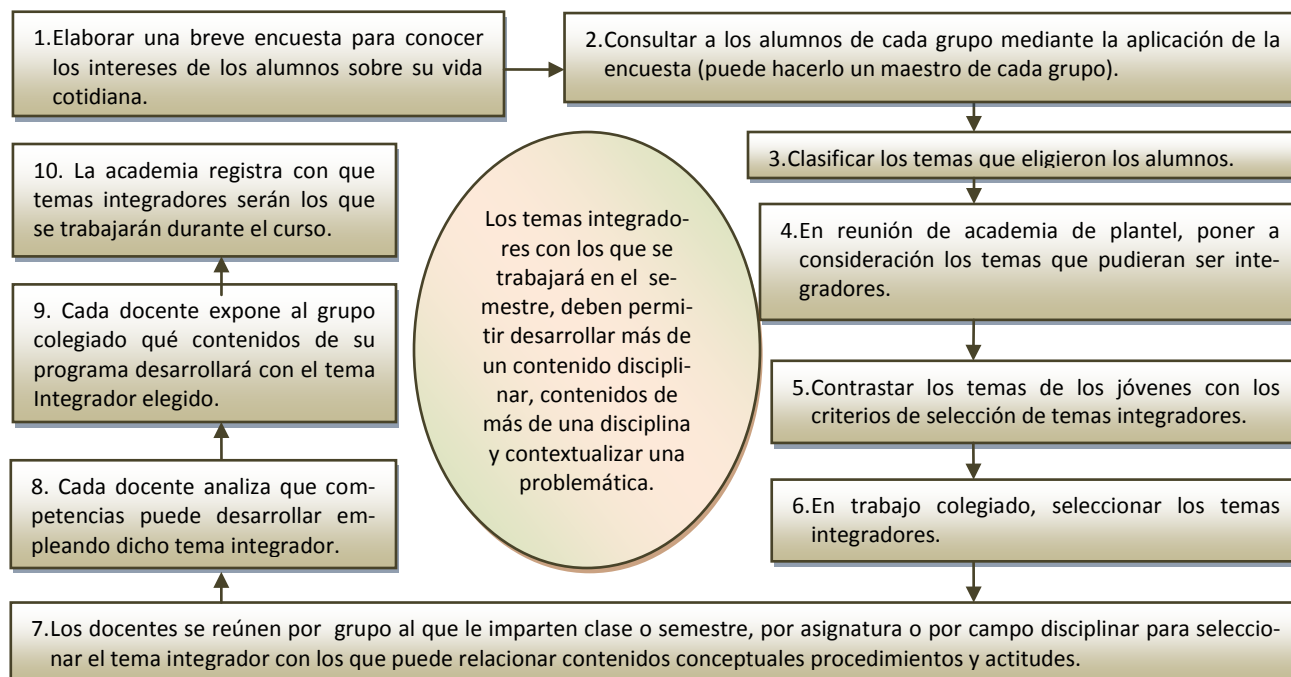 1.Elaborar una breve encuesta para conocer
los intereses de los alumnos sobre su vida
cotidiana.
2.Consultar a los alumnos de cada grupo mediante la aplicación de la
encuesta (puede hacerlo un maestro de cada grupo).
3.Clasificar los temas que eligieron los alumnos.
4.En reunión de academia de plantel, poner a
consideración los temas que pudieran ser inte-
gradores.
5.Contrastar los temas de los jóvenes con los
criterios de selección de temas integradores.
6.En trabajo colegiado, seleccionar los temas
integradores.
7.Los docentes se reúnen por grupo al que le imparten clase o semestre, por asignatura o por campo disciplinar para seleccio-
nar el tema integrador con los que puede relacionar contenidos conceptuales procedimientos y actitudes.
8. Cada docente analiza que com-
petencias puede desarrollar em-
pleando dicho tema integrador.
9. Cada docente expone al grupo
colegiado qué contenidos de su
programa desarrollará con el tema
Integrador elegido.
10. La academia registra con que
temas integradores serán los que
se trabajarán durante el curso.
Los temas integrado-
res con los que se
trabajará en el se-
mestre, deben permi-
tir desarrollar más de
un contenido discipli-
nar, contenidos de
más de una disciplina
y contextualizar una
problemática.